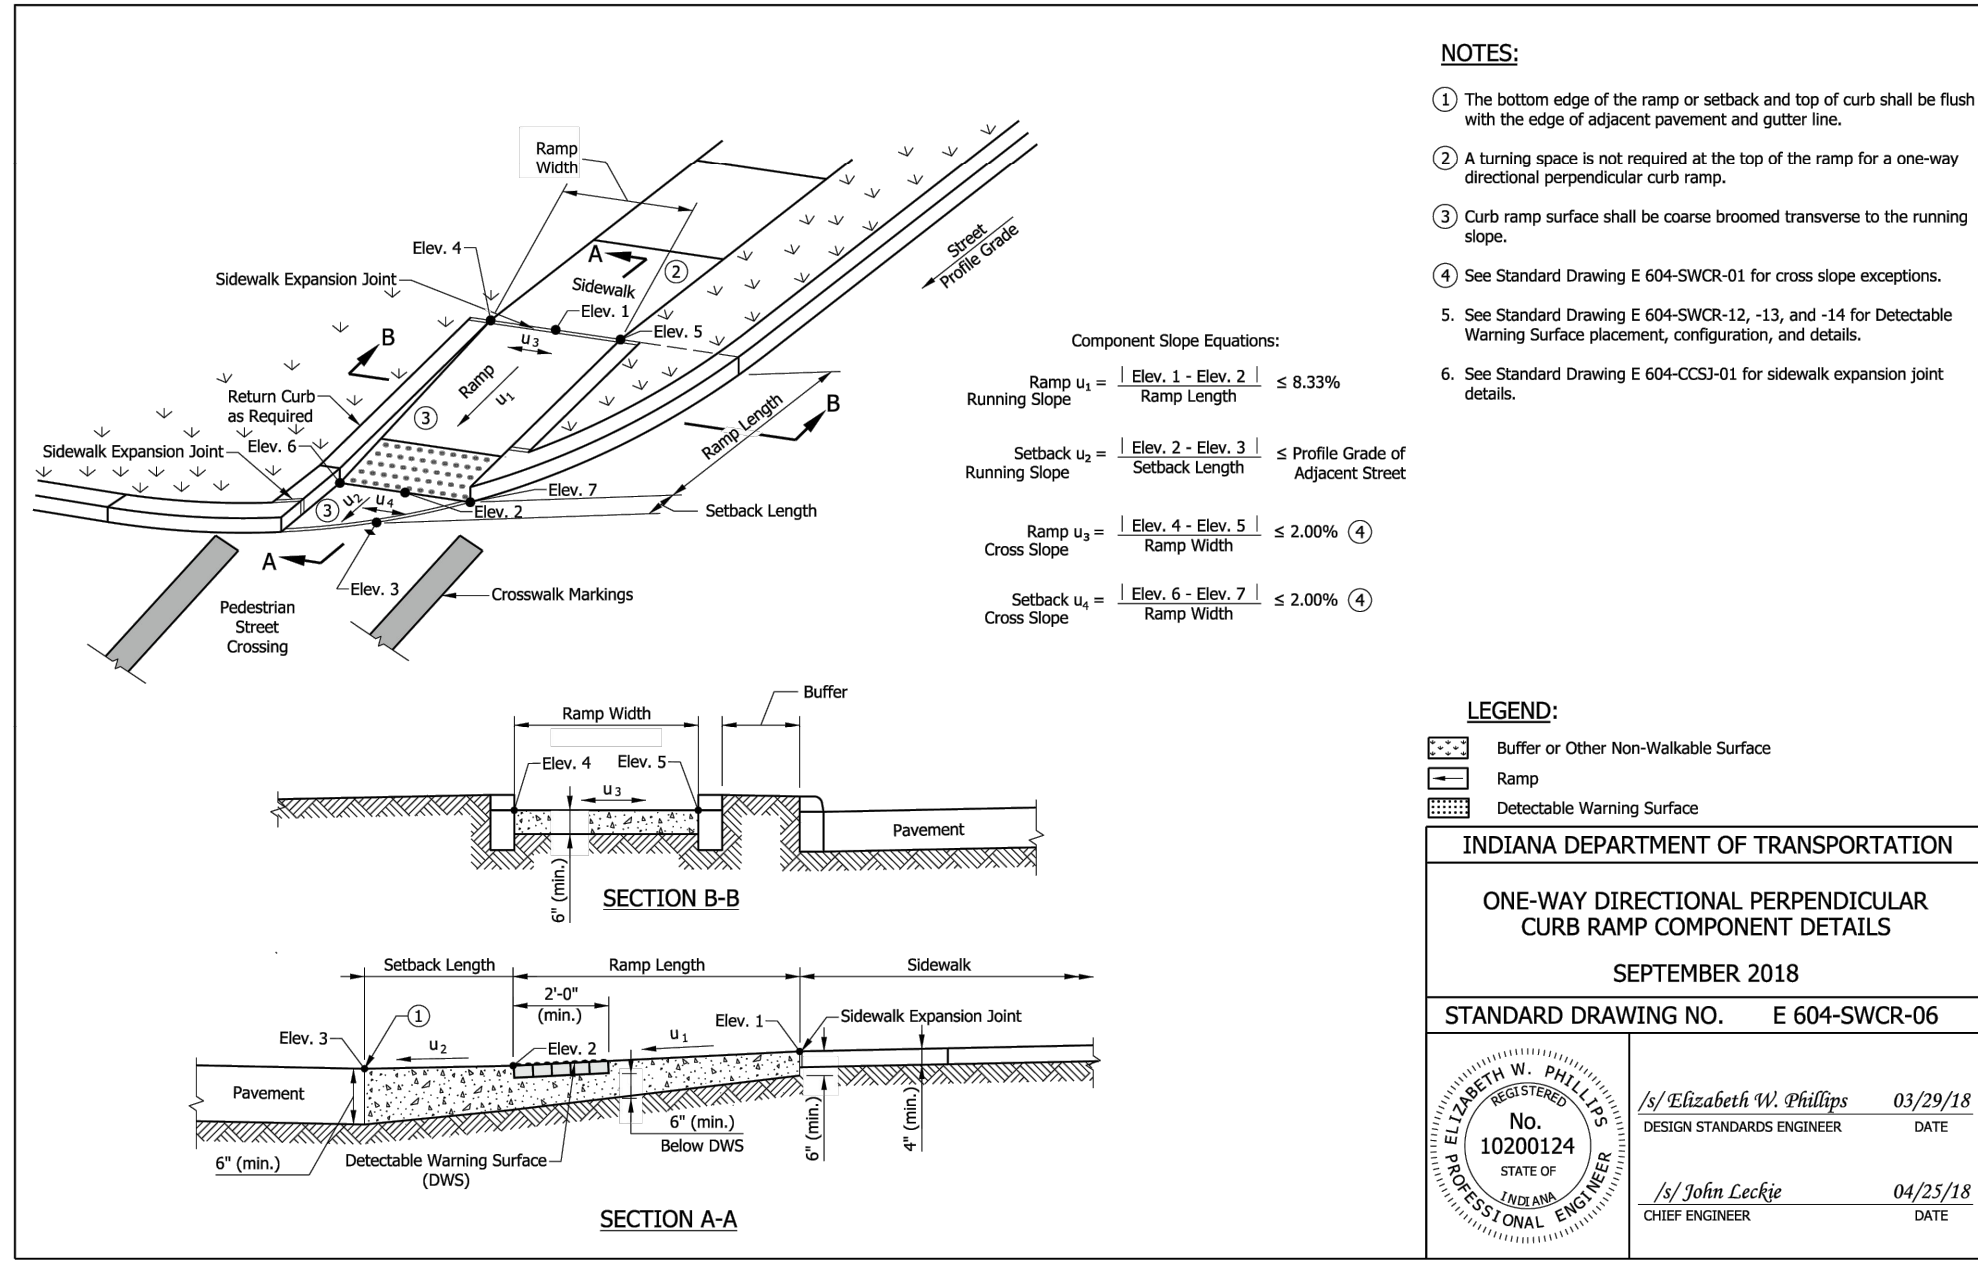 Ramp
Width
Elev. 4
Sidewalk Expansion Joint
A
2
Sidewalk
Elev. 1
Elev. 5
u3
Street
Profile Grade
B
Ramp
u1
3
Return Curb
as Required
Elev. 6
Sidewalk Expansion Joint
Ramp Length
B
3
u2
u4
Elev. 7
Elev. 2
Setback Length
A
Elev. 3
Crosswalk Markings
Pedestrian
Street
Crossing
Component Slope Equations:
Ramp u1 = | Elev. 1 - Elev. 2 | ≤ 8.33%
Running Slope Ramp Length
Setback u2 = | Elev. 2 - Elev. 3 | ≤ Profile Grade of
Running Slope Setback Length Adjacent Street
Ramp u3 = | Elev. 4 - Elev. 5 | ≤ 2.00% 4
Cross Slope Ramp Width
Setback u4 = | Elev. 6 - Elev. 7 | ≤ 2.00% 4
Cross Slope Ramp Width
NOTES:
1 The bottom edge of the ramp or setback and top of curb shall be flush
with the edge of adjacent pavement and gutter line.
2 A turning space is not required at the top of the ramp for a one-way
directional perpendicular curb ramp.
3 Curb ramp surface shall be coarse broomed transverse to the running
slope.
4 See Standard Drawing E 604-SWCR-01 for cross slope exceptions.
5. See Standard Drawing E 604-SWCR-12, -13, and -14 for Detectable
Warning Surface placement, configuration, and details.
6. See Standard Drawing E 604-CCSJ-01 for sidewalk expansion joint
details.
Buffer
Ramp Width
Elev. 4
Elev. 5
u3
Pavement
6" (min.)
SECTION B-B
Setback Length
Ramp Length
Sidewalk
2'-0"
(min.)
1
Elev. 3
u2
Elev. 2
u1
Elev. 1
Sidewalk Expansion Joint
Pavement
6" (min.)
Detectable Warning Surface
(DWS)
6" (min.)
Below DWS
6" (min.)
4" (min.)
SECTION A-A
LEGEND:
Buffer or Other Non-Walkable Surface
Ramp
Detectable Warning Surface
INDIANA DEPARTMENT OF TRANSPORTATION
ONE-WAY DIRECTIONAL PERPENDICULAR
CURB RAMP COMPONENT DETAILS
SEPTEMBER 2018
STANDARD DRAWING NO. E 604-SWCR-06
ELIZABETH W. PHILLIPS
REGISTERED
No.
10200124
STATE OF
INDIANA
PROFESSIONAL ENGINEER
/s/ Elizabeth W. Phillips 03/29/18
DESIGN STANDARDS ENGINEER DATE
/s/ John Leckie 04/25/18
CHIEF ENGINEER DATE